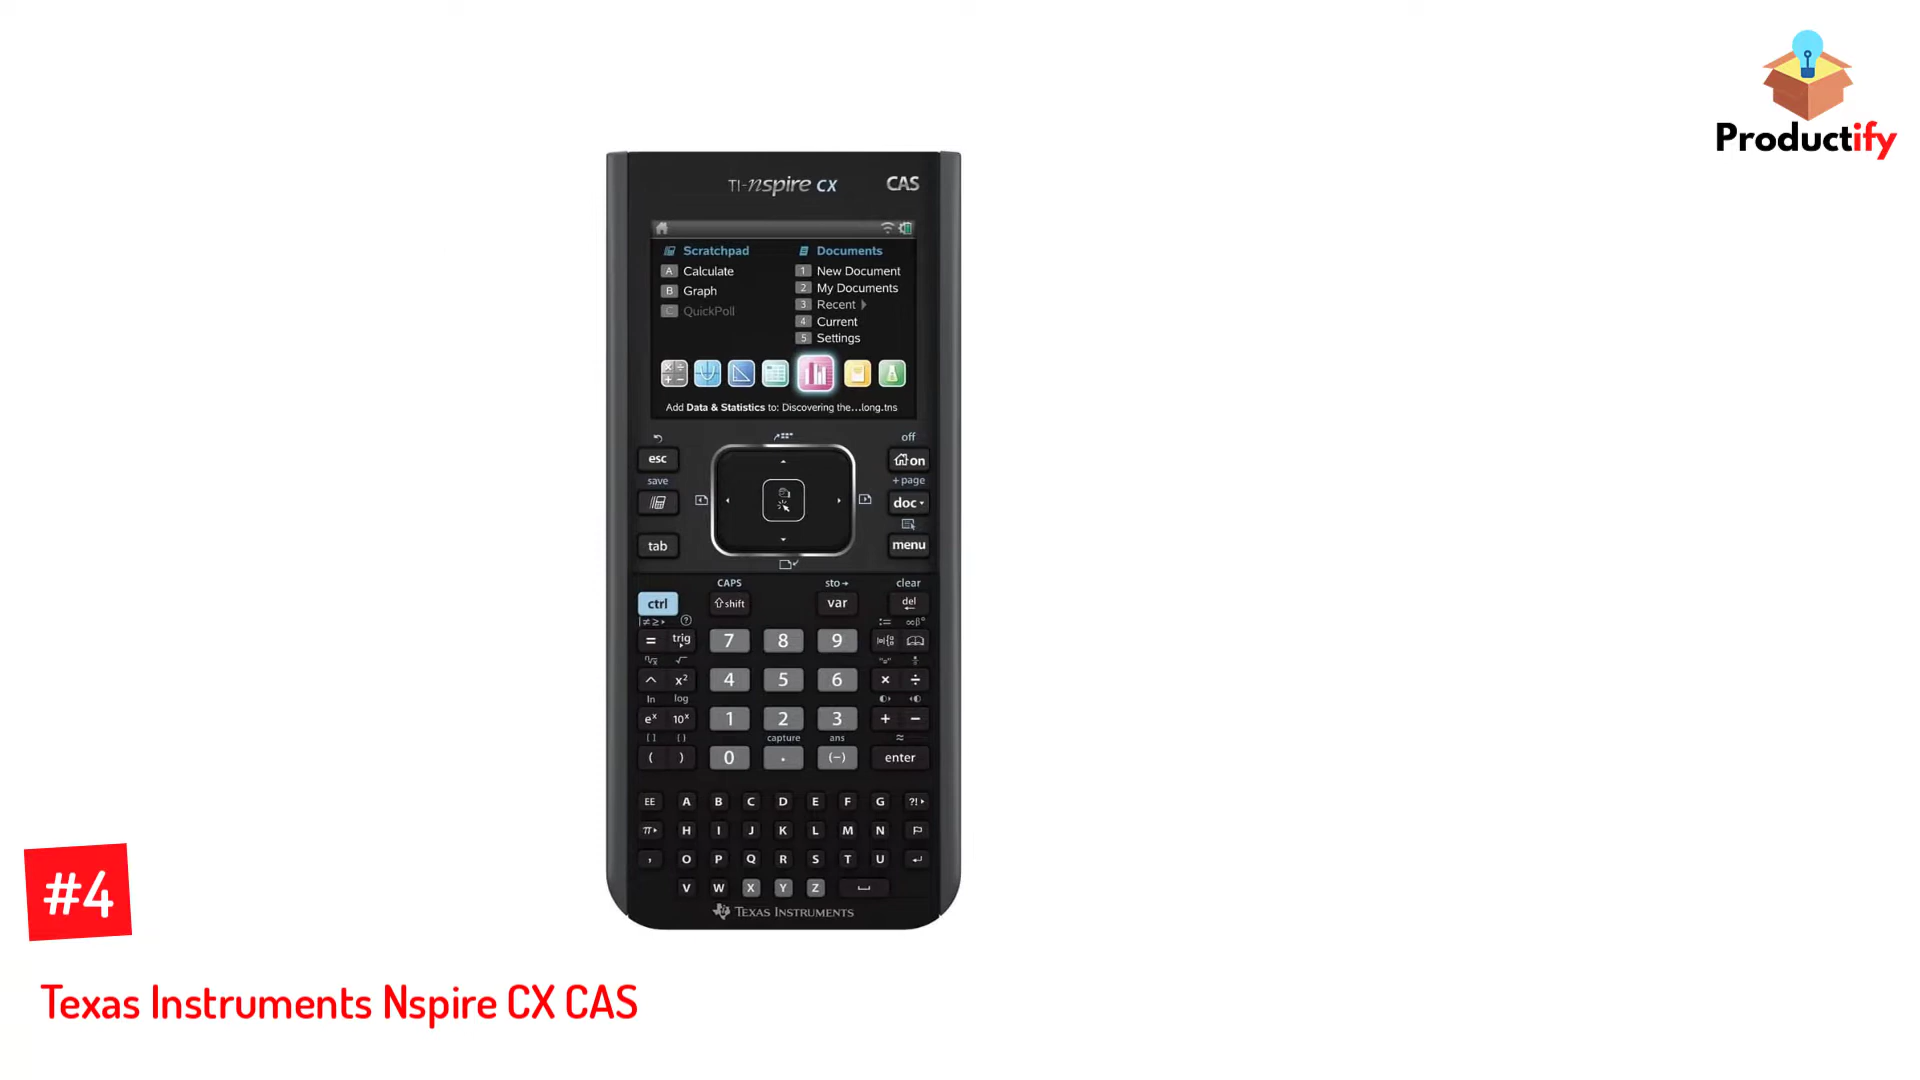 Productify
TI-nspire CX CAS
Scratchpad
A Calculate
B Graph
C QuickPoll
Documents
1 New Document
2 My Documents
3 Recent
4 Current
5 Settings
Add Data & Statistics to: Discovering the...long.tns
off
esc
on
save
+ page
doc
tab
menu
CAPS
sto→
clear
ctrl
shift
var
del
|≠≥▸ ? := ∞β°
= trig 7 8 9
ⁿ√x √
^ x² 4 5 6 × ÷
ln log
eˣ 10ˣ 1 2 3 + −
[ ] { } capture ans ≈
( ) 0 . (−) enter
EE A B C D E F G ?!▸
π▸ H I J K L M N
, O P Q R S T U ↵
V W X Y Z
TEXAS INSTRUMENTS
#4
Texas Instruments Nspire CX CAS